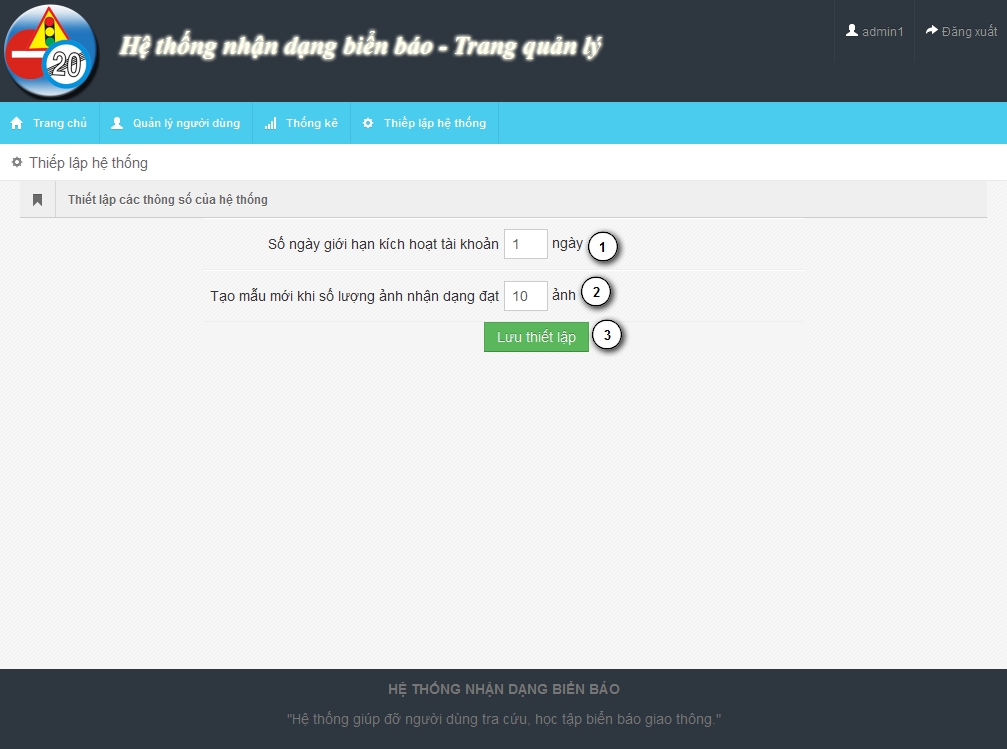 20
Hệ thống nhận dạng biển báo - Trang quản lý
admin1
Đăng xuất
Trang chủ
Quản lý người dùng
Thống kê
Thiếp lập hệ thống
Thiếp lập hệ thống
Thiết lập các thông số của hệ thống
Số ngày giới hạn kích hoạt tài khoản 1 ngày 1
Tạo mẫu mới khi số lượng ảnh nhận dạng đạt 10 ảnh 2
Lưu thiết lập 3
HỆ THỐNG NHẬN DẠNG BIỂN BÁO
"Hệ thống giúp đỡ người dùng tra cứu, học tập biển báo giao thông."